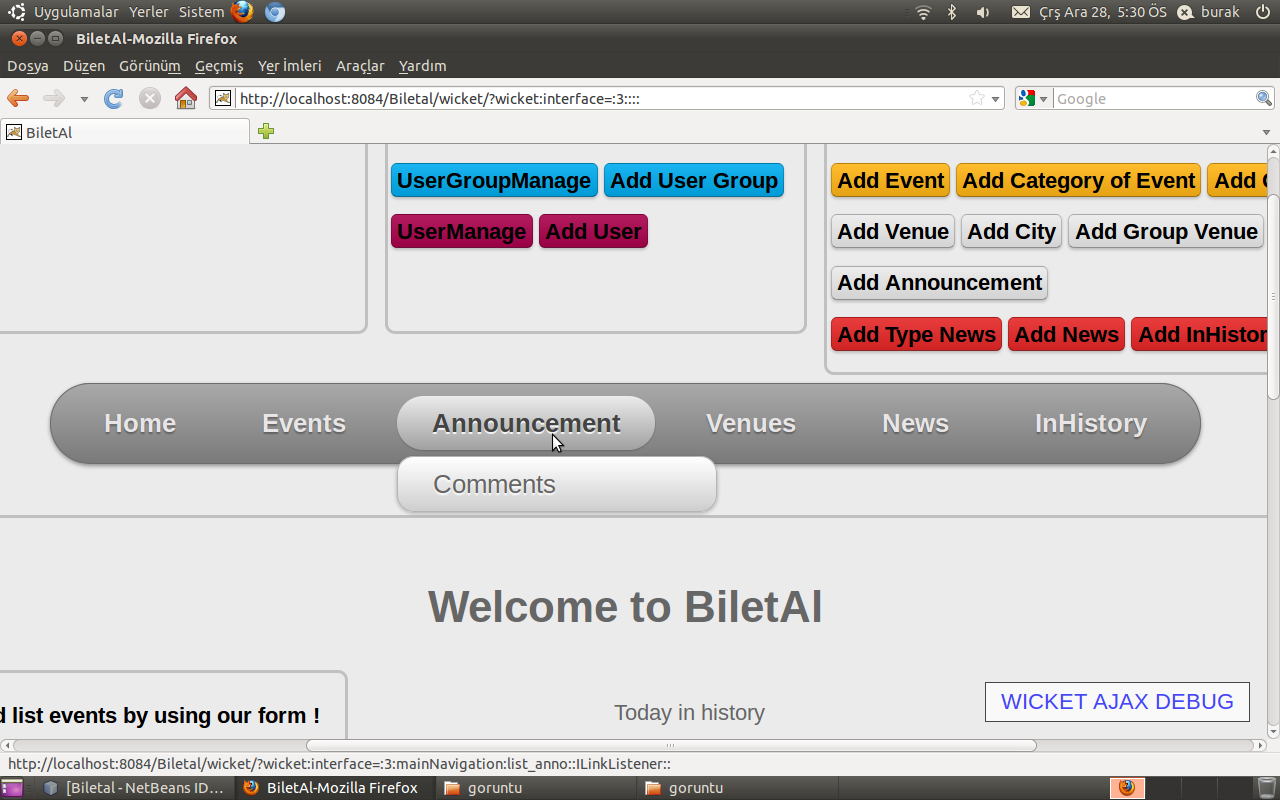 Uygulamalar Yerler Sistem Çrş Ara 28, 5:30 ÖS burak
BiletAl-Mozilla Firefox
Dosya Düzen Görünüm Geçmiş Yer İmleri Araçlar Yardım
http://localhost:8084/Biletal/wicket/?wicket:interface=:3:::: Google
BiletAl
UserGroupManage Add User Group Add Event Add Category of Event Add
UserManage Add User Add Venue Add City Add Group Venue
Add Announcement
Add Type News Add News Add InHistor
Home Events Announcement Venues News InHistory
Comments
Welcome to BiletAl
d list events by using our form !
Today in history
WICKET AJAX DEBUG
http://localhost:8084/Biletal/wicket/?wicket:interface=:3:mainNavigation:list_anno::ILinkListener::
[Biletal - NetBeans ID... BiletAl-Mozilla Firefox goruntu goruntu